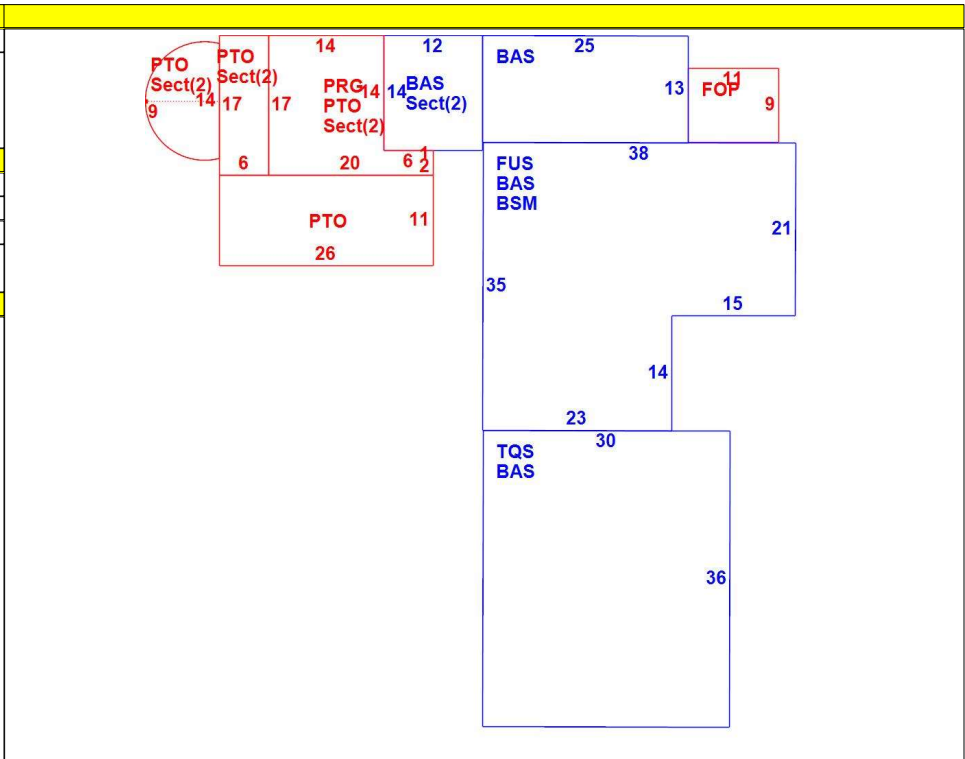 14
12
25
PTO
Sect(2)
9
14
PTO
Sect(2)
17
6
17
PRG
PTO
Sect(2)
14
20
14
BAS
Sect(2)
6
1
2
BAS
13
11
FOP
9
PTO
11
26
38
FUS
BAS
BSM
21
35
15
14
23
30
TQS
BAS
36